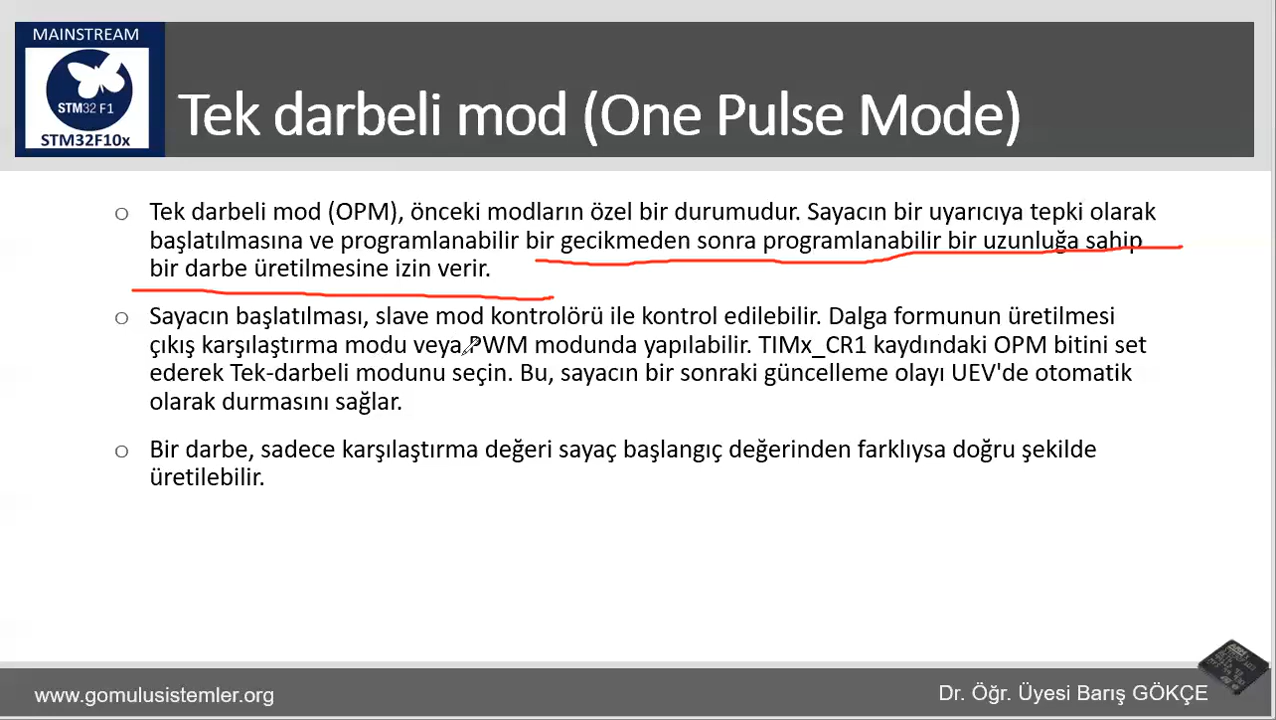 MAINSTREAM
STM32 F1
STM32F10x
Tek darbeli mod (One Pulse Mode)
o Tek darbeli mod (OPM), önceki modların özel bir durumudur. Sayacın bir uyarıcıya tepki olarak
başlatılmasına ve programlanabilir bir gecikmeden sonra programlanabilir bir uzunluğa sahip
bir darbe üretilmesine izin verir.
o Sayacın başlatılması, slave mod kontrolörü ile kontrol edilebilir. Dalga formunun üretilmesi
çıkış karşılaştırma modu veya PWM modunda yapılabilir. TIMx_CR1 kaydındaki OPM bitini set
ederek Tek-darbeli modunu seçin. Bu, sayacın bir sonraki güncelleme olayı UEV'de otomatik
olarak durmasını sağlar.
o Bir darbe, sadece karşılaştırma değeri sayaç başlangıç değerinden farklıysa doğru şekilde
üretilebilir.
www.gomulusistemler.org
Dr. Öğr. Üyesi Barış GÖKÇE